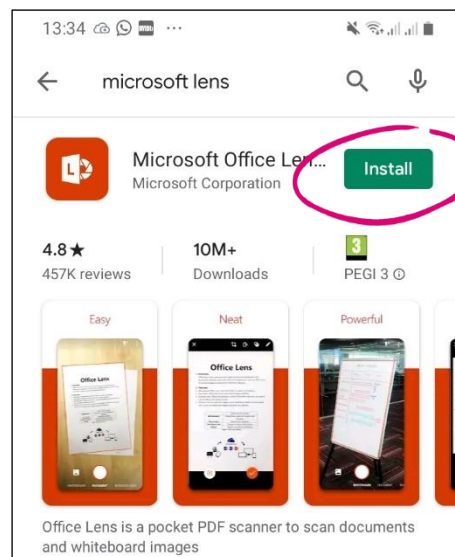 13:34
microsoft lens
Microsoft Office Len...
Microsoft Corporation
Install
4.8★
457K reviews
10M+
Downloads
3
PEGI 3
Easy
Neat
Powerful
Office Lens
Office Lens
Office Lens is a pocket PDF scanner to scan documents
and whiteboard images